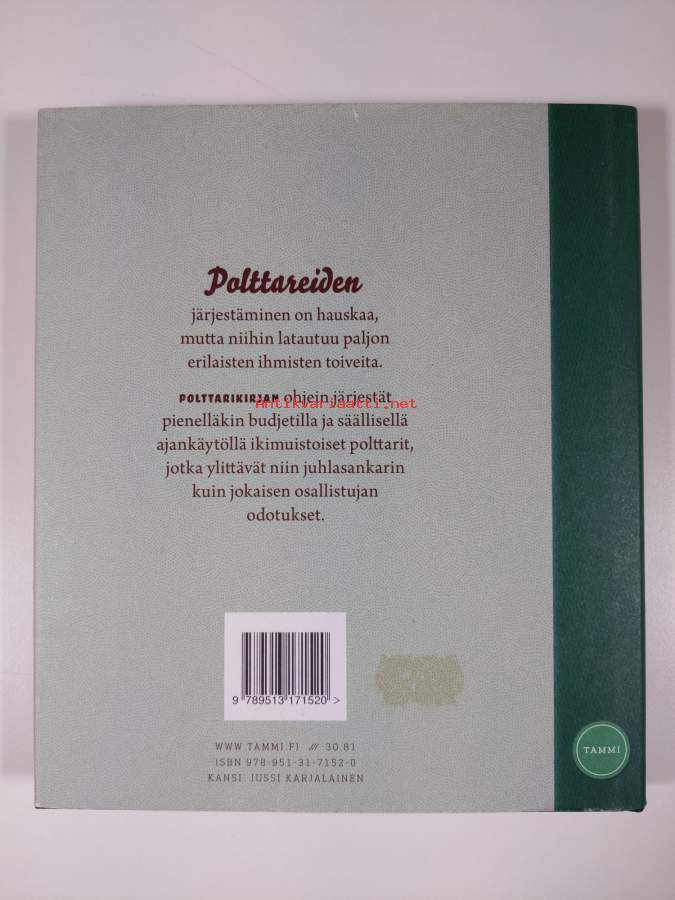 Polttareiden
järjestäminen on hauskaa,
mutta niihin latautuu paljon
erilaisten ihmisten toiveita.
POLTTARIKIRJAN ohjein järjestät
Antikvariaatti.net
pienelläkin budjetilla ja säällisellä
ajankäytöllä ikimuistoiset polttarit,
jotka ylittävät niin juhlasankarin
kuin jokaisen osallistujan
odotukset.
9 789513 171520 >
WWW.TAMMI.FI /// 30.81
ISBN 978-951-31-7152-0
KANSI JUSSI KARJALAINEN
TAMMI